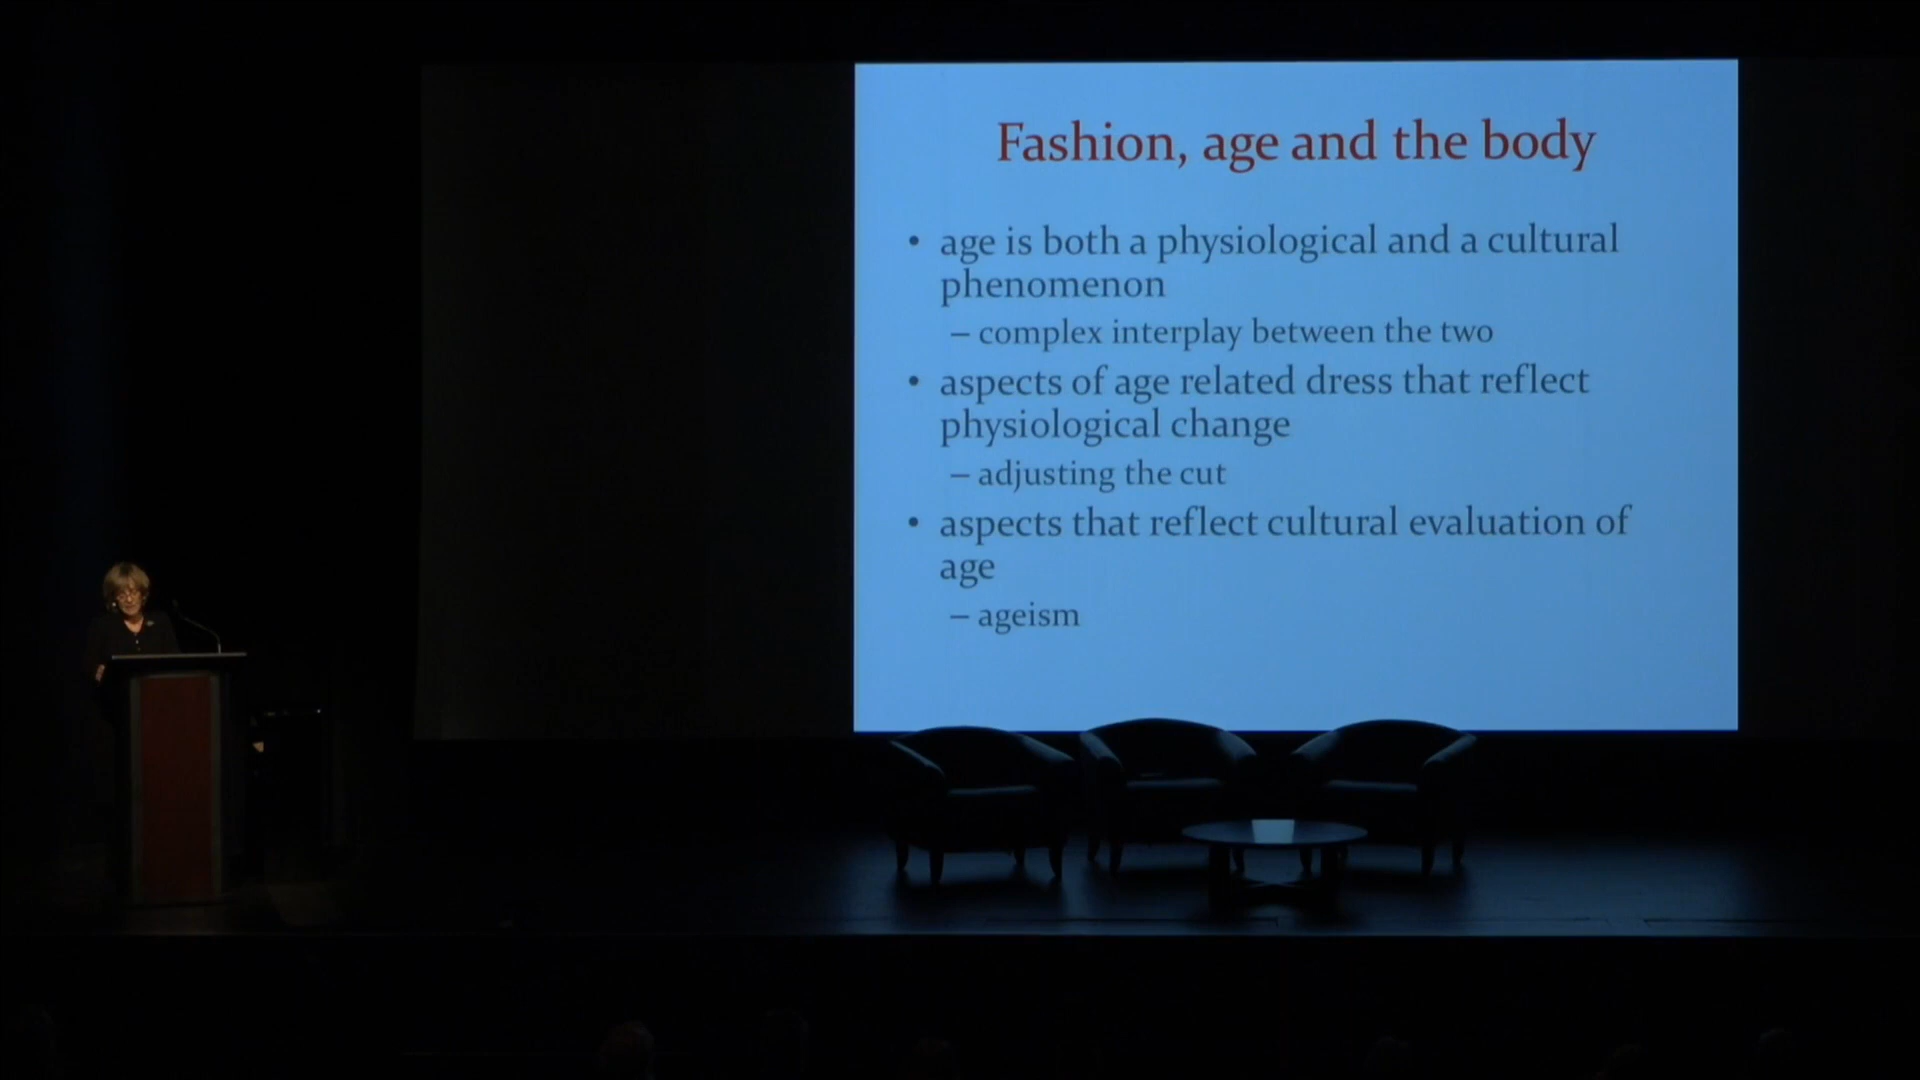 Fashion, age and the body
• age is both a physiological and a cultural
phenomenon
– complex interplay between the two
• aspects of age related dress that reflect
physiological change
– adjusting the cut
• aspects that reflect cultural evaluation of
age
– ageism